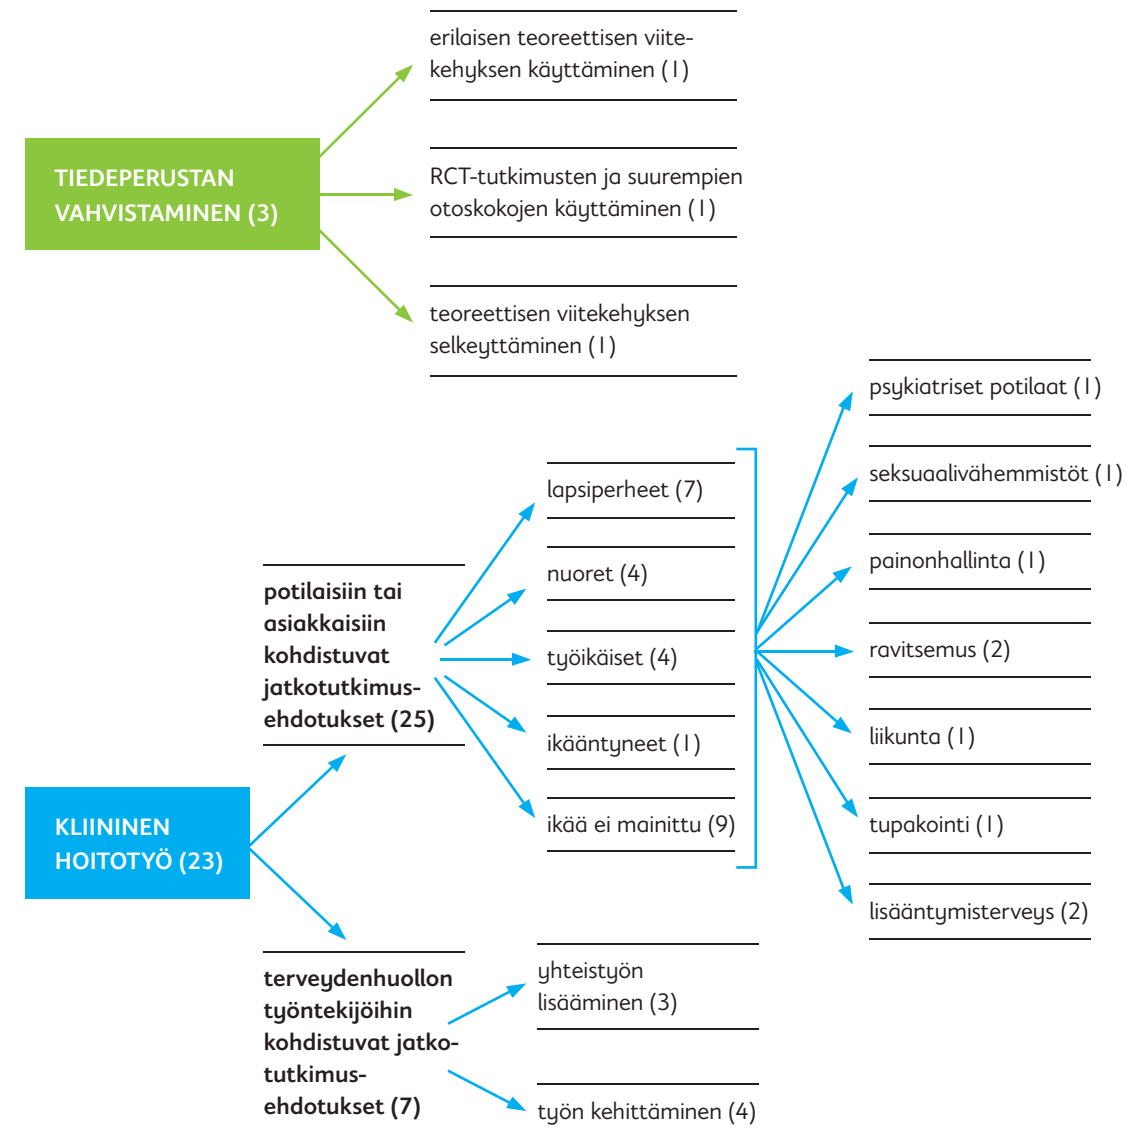 erilaisen teoreettisen viite-
kehyksen käyttäminen (1)
TIEDEPERUSTAN
VAHVISTAMINEN (3)
RCT-tutkimusten ja suurempien
otoskokojen käyttäminen (1)
teoreettisen viitekehyksen
selkeyttäminen (1)
KLIININEN
HOITOTYÖ (23)
potilaisiin tai
asiakkaisiin
kohdistuvat
jatkotutkimus-
ehdotukset (25)
lapsiperheet (7)
nuoret (4)
työikäiset (4)
ikääntyneet (1)
ikää ei mainittu (9)
psykiatriset potilaat (1)
seksuaalivähemmistöt (1)
painonhallinta (1)
ravitsemus (2)
liikunta (1)
tupakointi (1)
lisääntymisterveys (2)
terveydenhuollon
työntekijöihin
kohdistuvat jatko-
tutkimus-
ehdotukset (7)
yhteistyön
lisääminen (3)
työn kehittäminen (4)